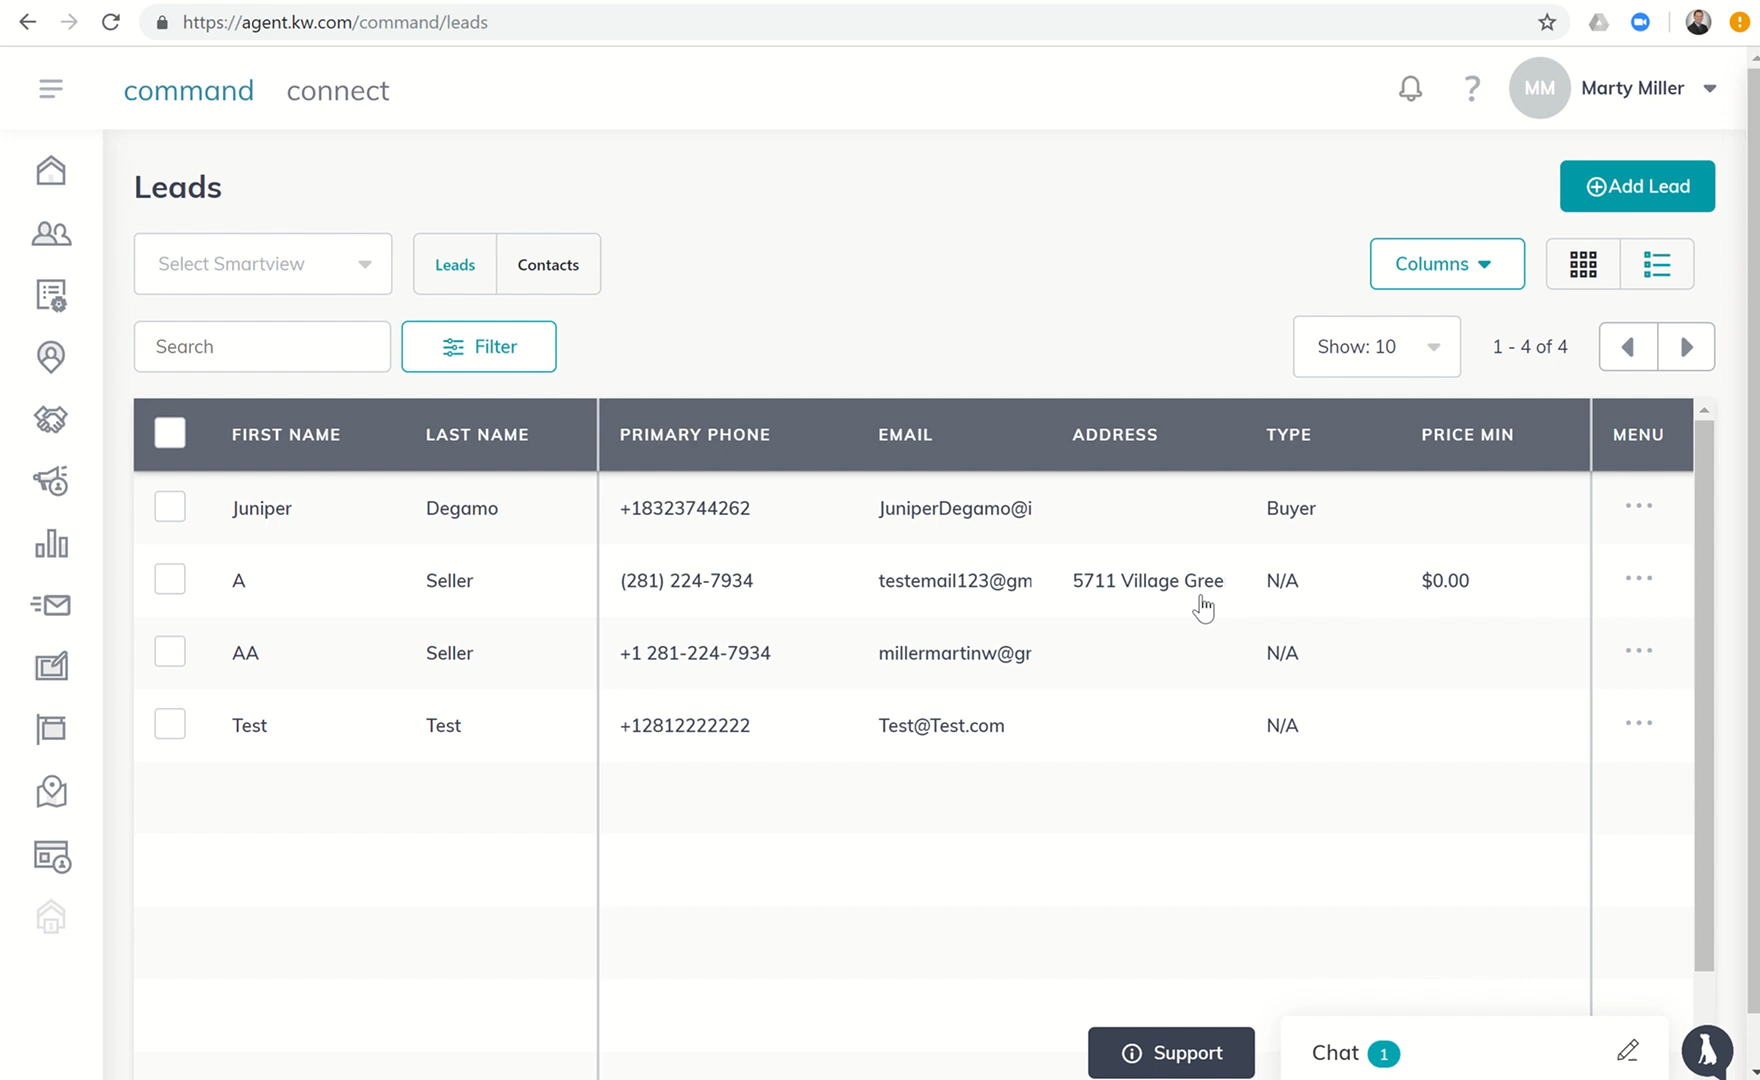 https://agent.kw.com/command/leads
command connect
? MM Marty Miller
Leads
⊕Add Lead
Select Smartview Leads Contacts Columns
Search Filter Show: 10 1 - 4 of 4
FIRST NAME LAST NAME PRIMARY PHONE EMAIL ADDRESS TYPE PRICE MIN MENU
Juniper Degamo +18323744262 JuniperDegamo@i Buyer ...
A Seller (281) 224-7934 testemail123@gm 5711 Village Gree N/A $0.00 ...
AA Seller +1 281-224-7934 millermartinw@gr N/A ...
Test Test +12812222222 Test@Test.com N/A ...
Support Chat 1